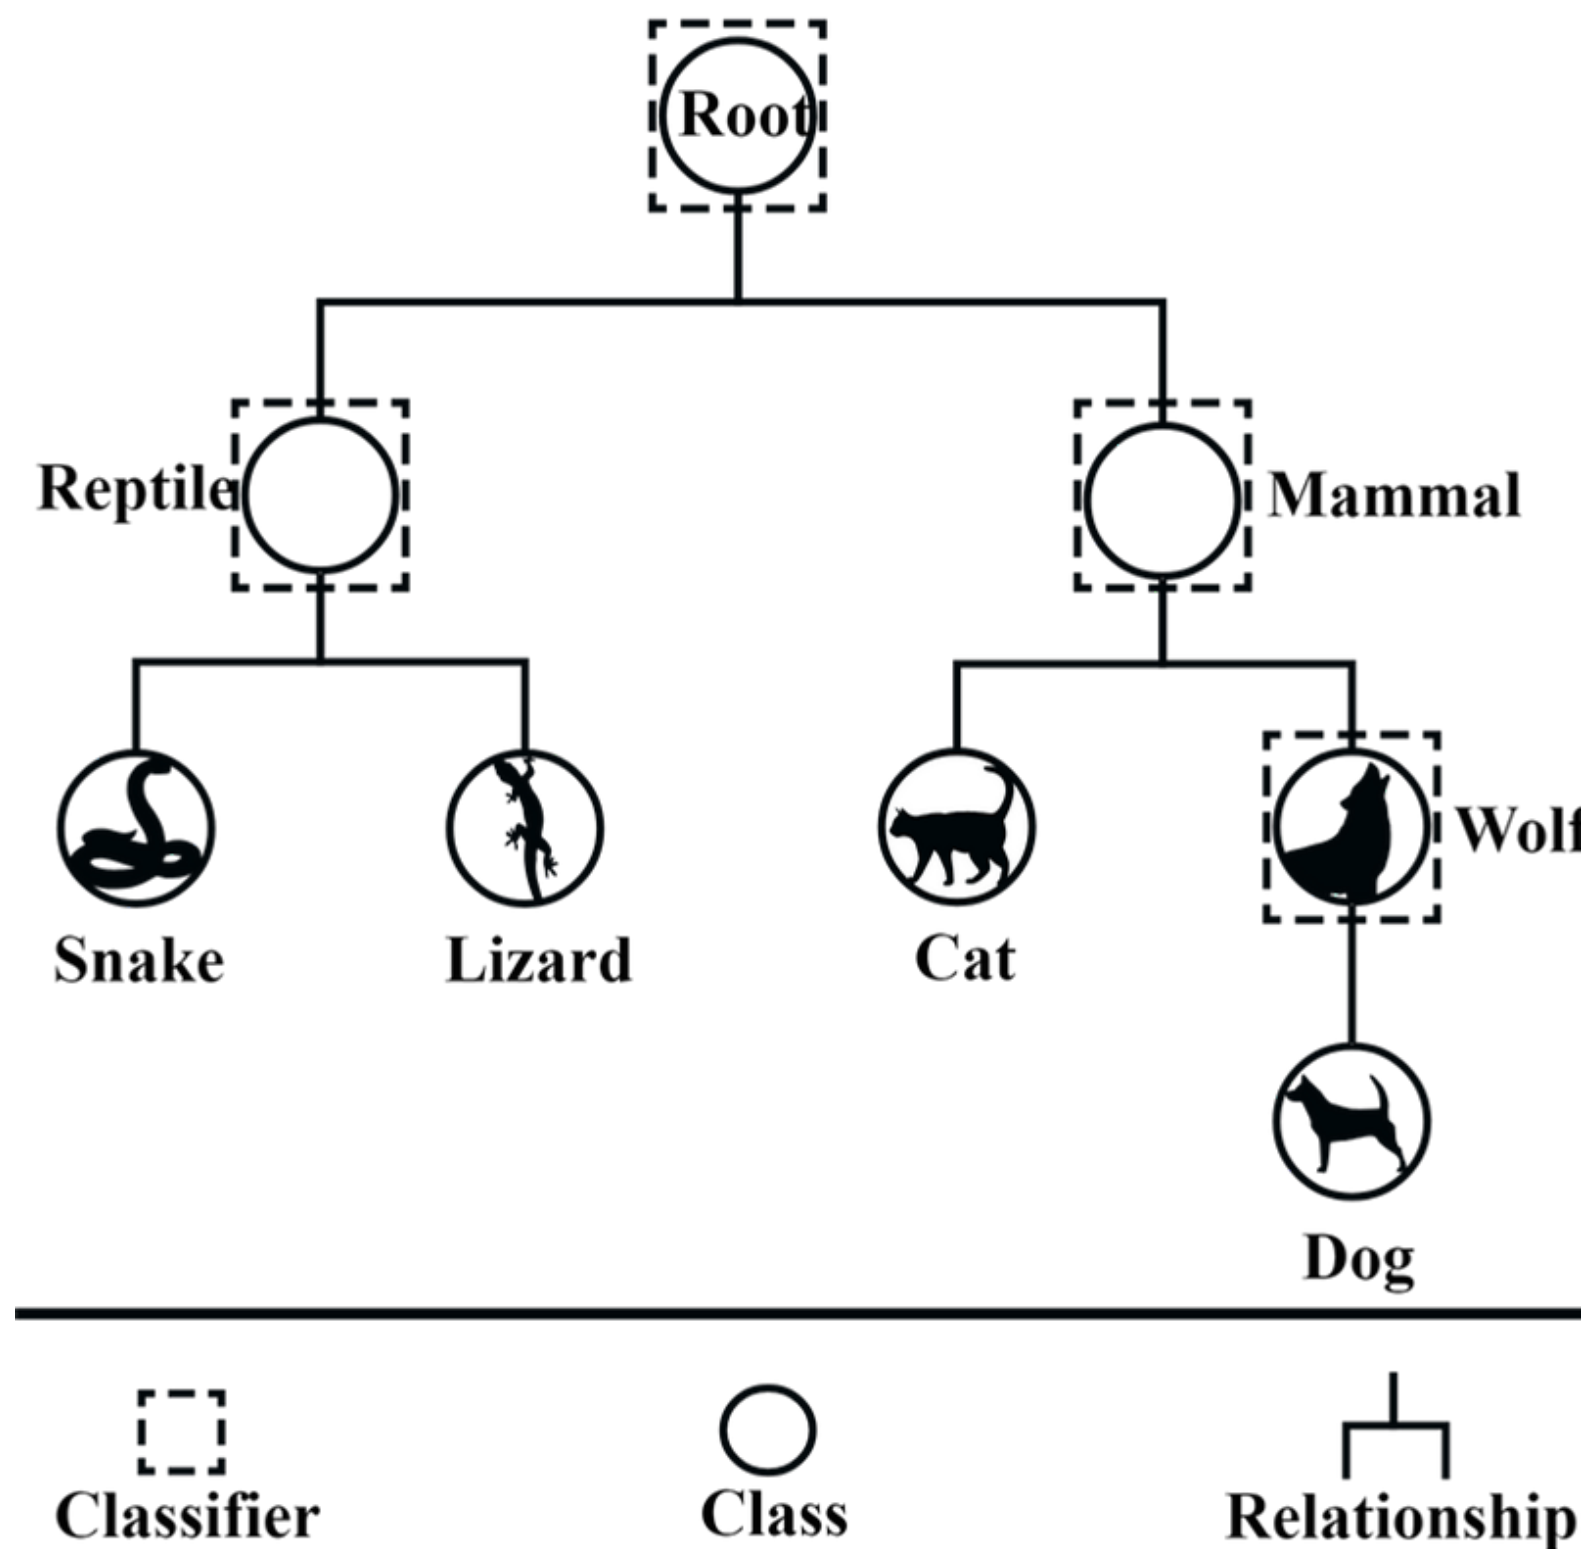 Root
Reptile
Mammal
Wolf
Snake
Lizard
Cat
Dog
Classifier
Class
Relationship